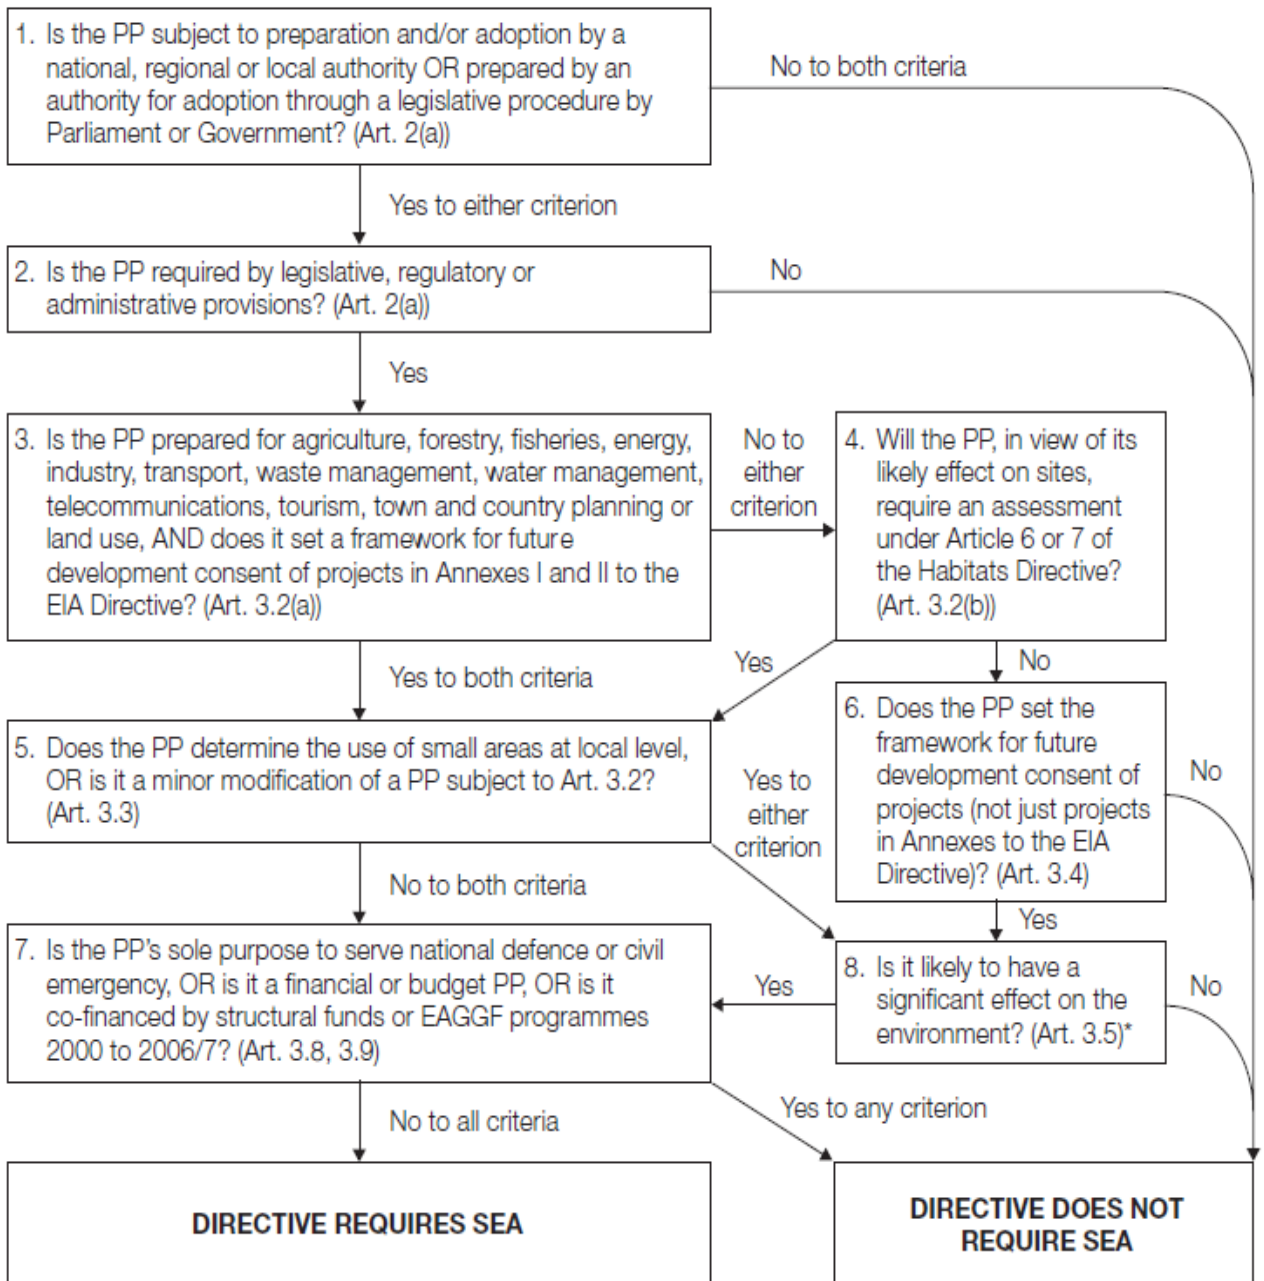 1. Is the PP subject to preparation and/or adoption by a
national, regional or local authority OR prepared by an
authority for adoption through a legislative procedure by
Parliament or Government? (Art. 2(a))
No to both criteria
Yes to either criterion
2. Is the PP required by legislative, regulatory or
administrative provisions? (Art. 2(a))
No
Yes
3. Is the PP prepared for agriculture, forestry, fisheries, energy,
industry, transport, waste management, water management,
telecommunications, tourism, town and country planning or
land use, AND does it set a framework for future
development consent of projects in Annexes I and II to the
EIA Directive? (Art. 3.2(a))
No to
either
criterion
4. Will the PP, in view of its
likely effect on sites,
require an assessment
under Article 6 or 7 of
the Habitats Directive?
(Art. 3.2(b))
Yes to both criteria
Yes
No
5. Does the PP determine the use of small areas at local level,
OR is it a minor modification of a PP subject to Art. 3.2?
(Art. 3.3)
Yes to
either
criterion
6. Does the PP set the
framework for future
development consent of
projects (not just projects
in Annexes to the EIA
Directive)? (Art. 3.4)
No
No to both criteria
Yes
7. Is the PP's sole purpose to serve national defence or civil
emergency, OR is it a financial or budget PP, OR is it
co-financed by structural funds or EAGGF programmes
2000 to 2006/7? (Art. 3.8, 3.9)
Yes
8. Is it likely to have a
significant effect on the
environment? (Art. 3.5)*
No
No to all criteria
Yes to any criterion
DIRECTIVE REQUIRES SEA
DIRECTIVE DOES NOT
REQUIRE SEA